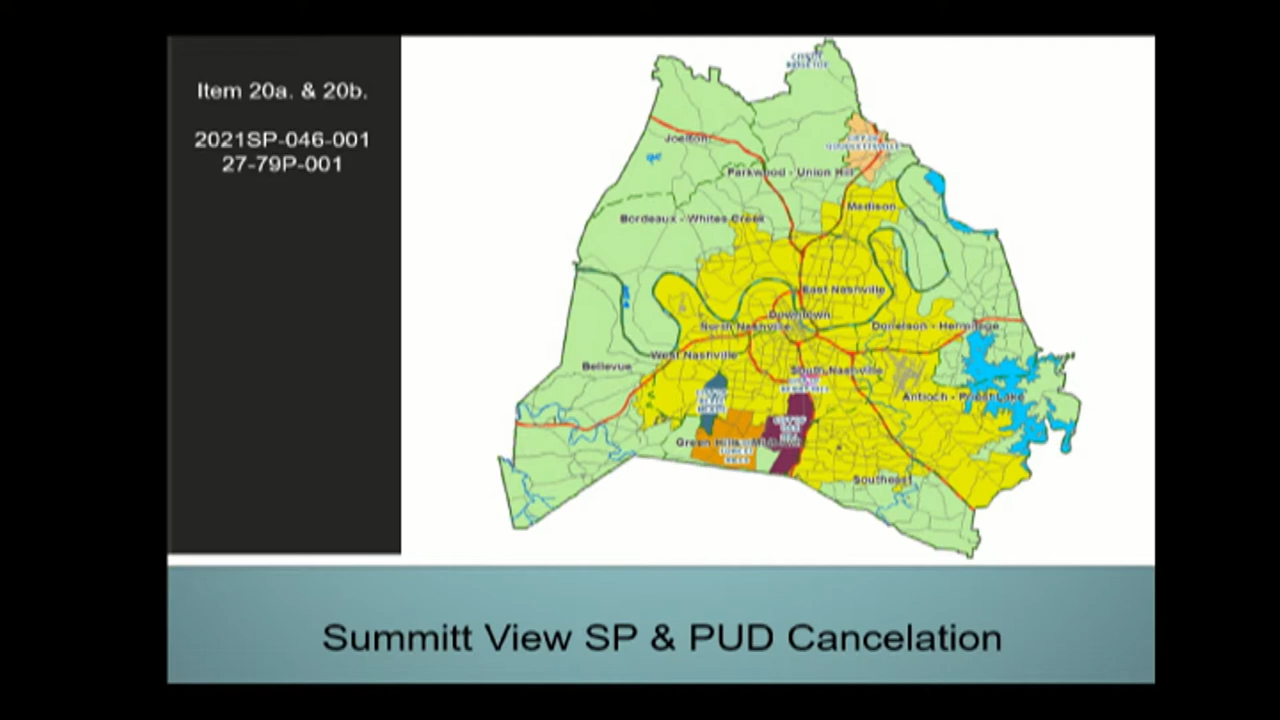 Item 20a. & 20b.
2021SP-046-001
27-79P-001
Joelton
Parkwood - Union Hill
Madison
Bordeaux - Whites Creek
East Nashville
Downtown
North Nashville
Donelson - Hermitage
West Nashville
Bellevue
South Nashville
Antioch - Priest Lake
Green Hills
Southeast
Summitt View SP & PUD Cancelation